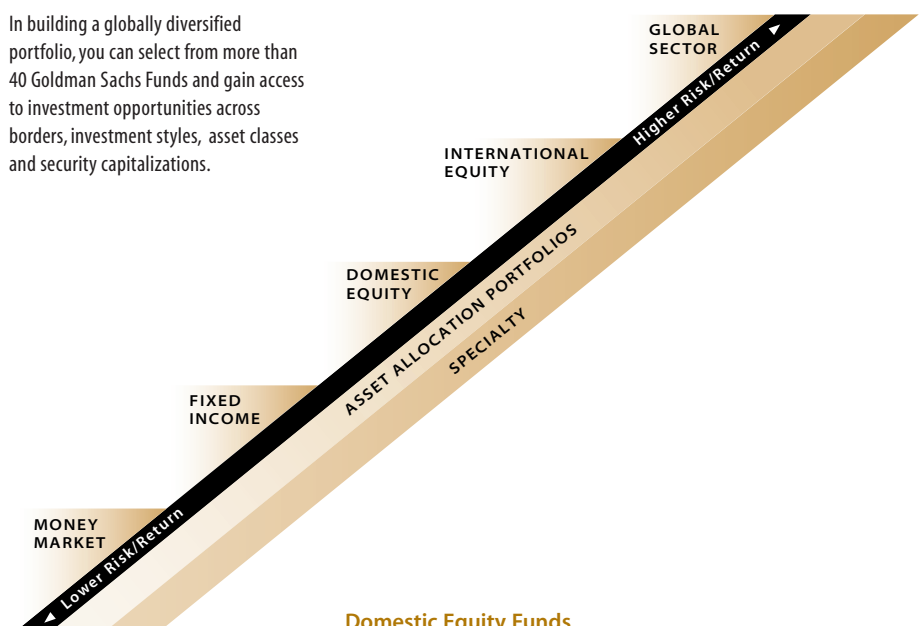 In building a globally diversified
portfolio, you can select from more than
40 Goldman Sachs Funds and gain access
to investment opportunities across
borders, investment styles, asset classes
and security capitalizations.
GLOBAL
SECTOR
Higher Risk/Return ►
INTERNATIONAL
EQUITY
DOMESTIC
EQUITY
ASSET ALLOCATION PORTFOLIOS
SPECIALTY
FIXED
INCOME
MONEY
MARKET
◄ Lower Risk/Return
Domestic Equity Funds